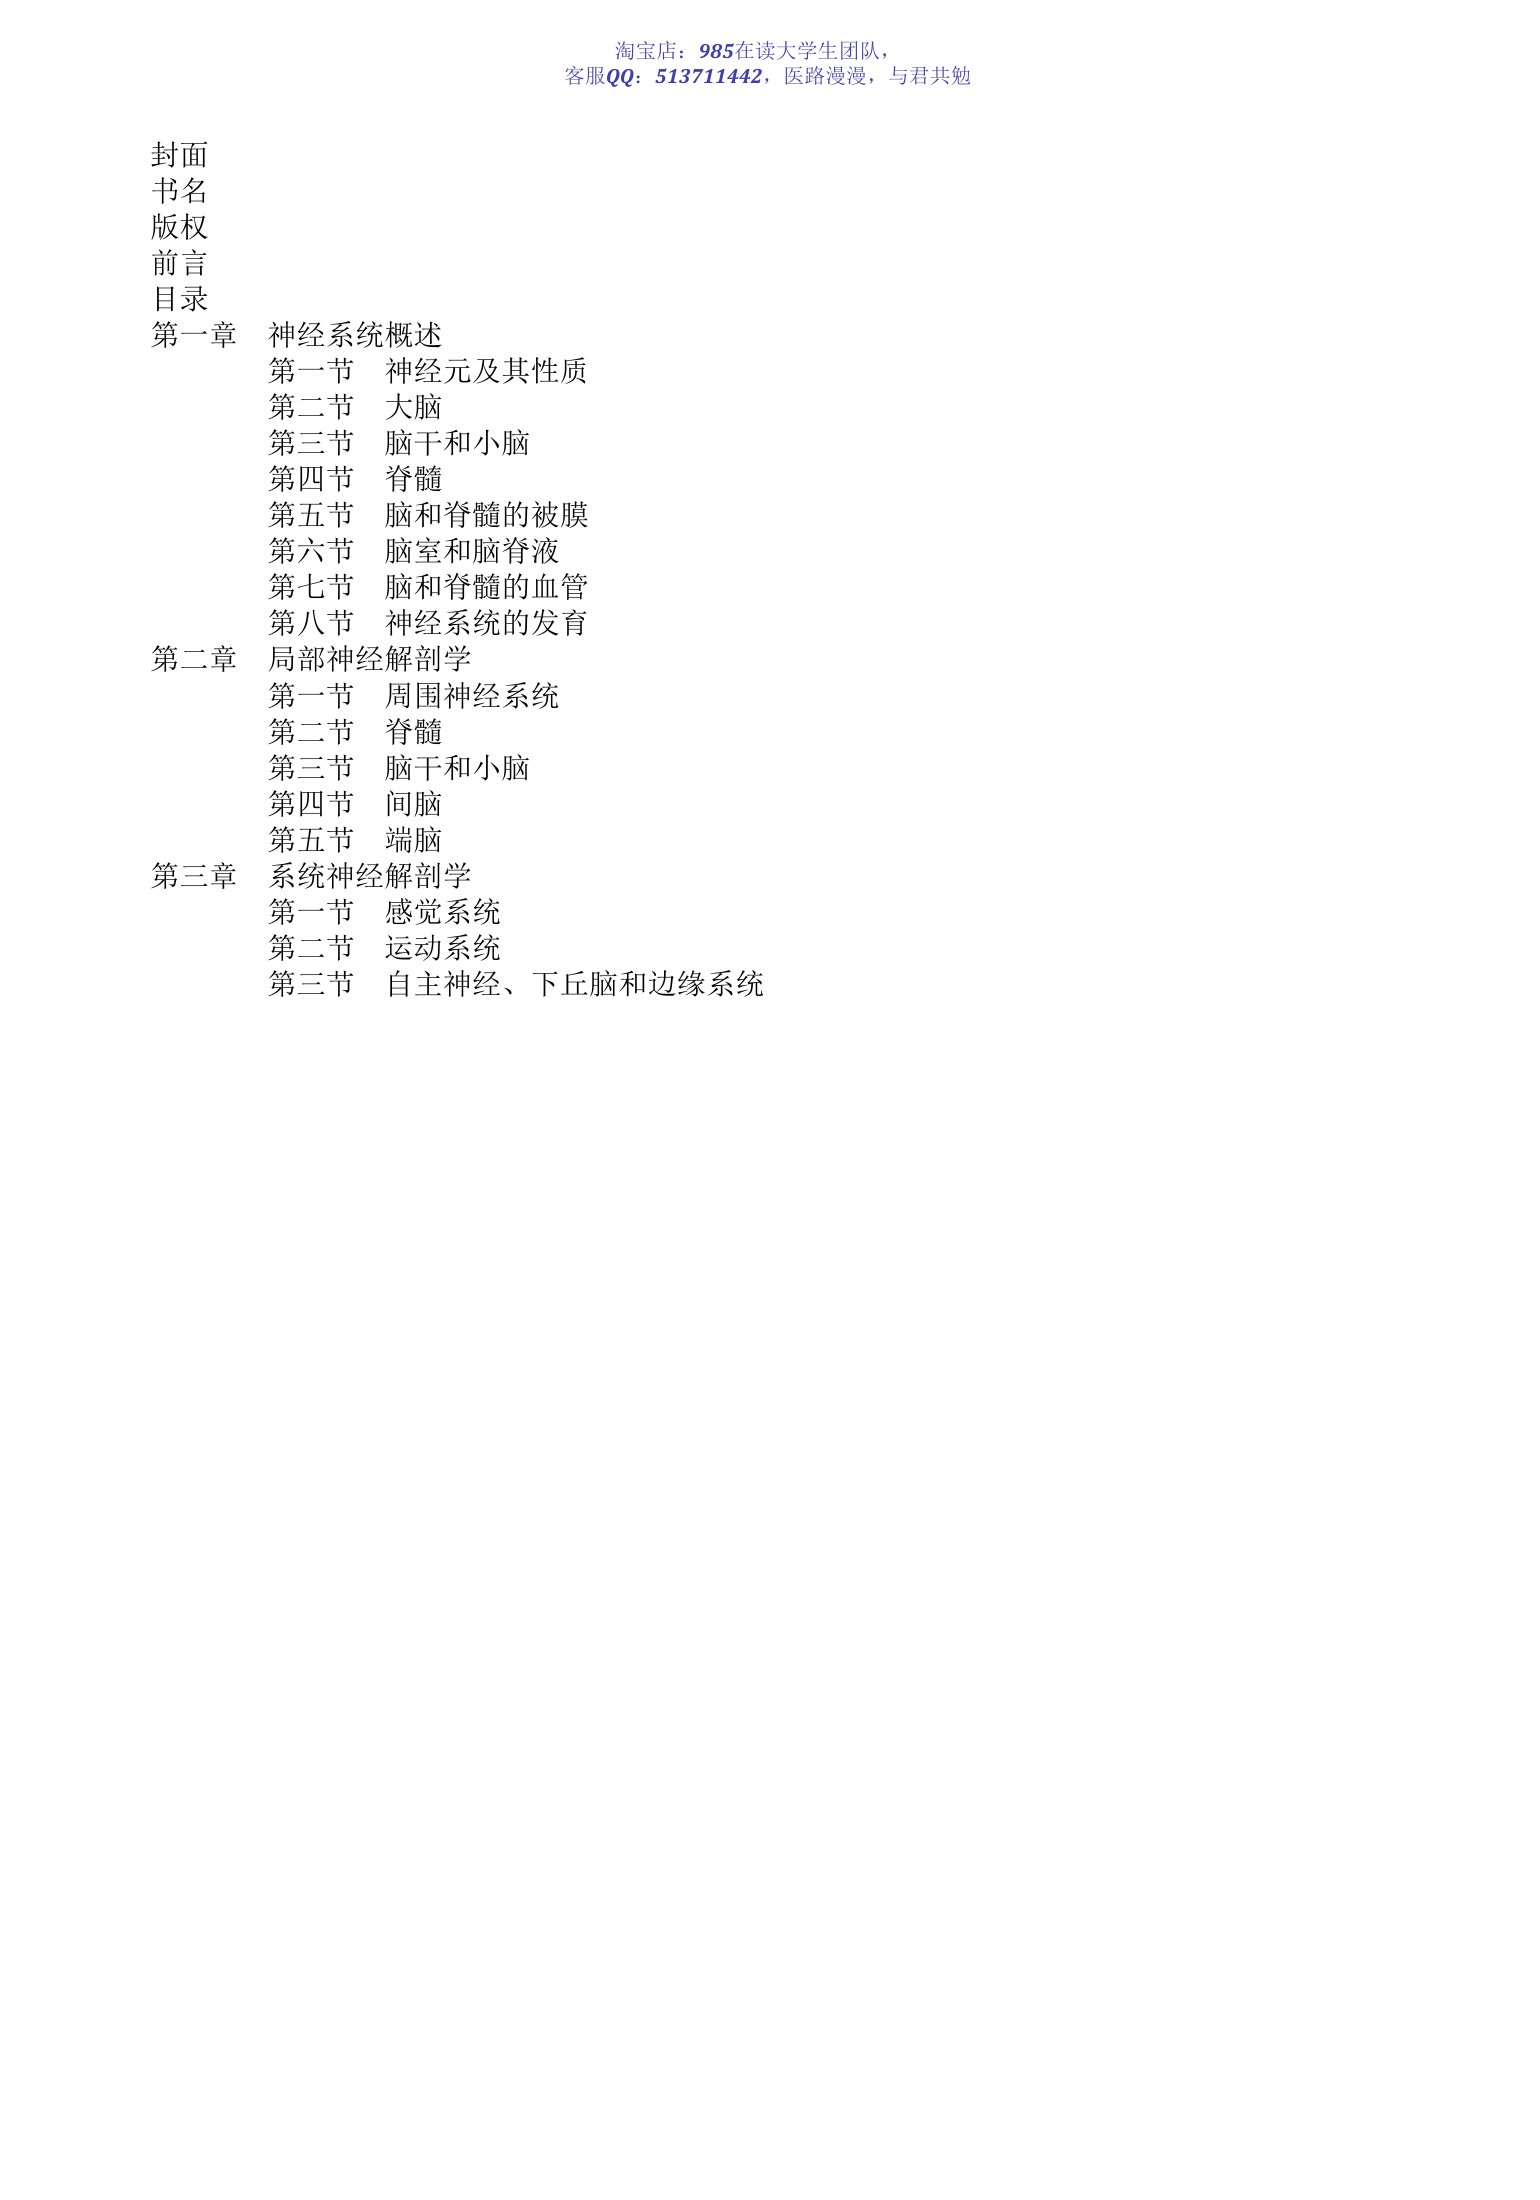 淘宝店：985在读大学生团队，
客服QQ：513711442，医路漫漫，与君共勉
封面
书名
版权
前言
目录
第一章　神经系统概述
第一节　神经元及其性质
第二节　大脑
第三节　脑干和小脑
第四节　脊髓
第五节　脑和脊髓的被膜
第六节　脑室和脑脊液
第七节　脑和脊髓的血管
第八节　神经系统的发育
第二章　局部神经解剖学
第一节　周围神经系统
第二节　脊髓
第三节　脑干和小脑
第四节　间脑
第五节　端脑
第三章　系统神经解剖学
第一节　感觉系统
第二节　运动系统
第三节　自主神经、下丘脑和边缘系统